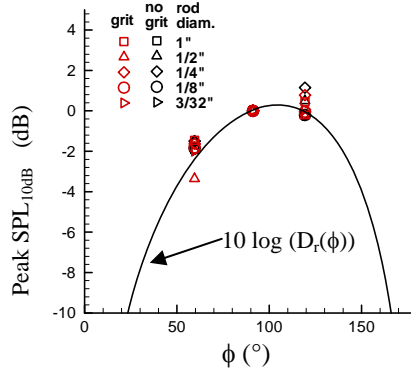 grit no grit rod diam.
1"
1/2"
1/4"
1/8"
3/32"
Peak SPL10dB (dB)
4
2
0
-2
-4
-6
-8
-10
10 log (Dr(ϕ))
0 50 100 150
ϕ (°)